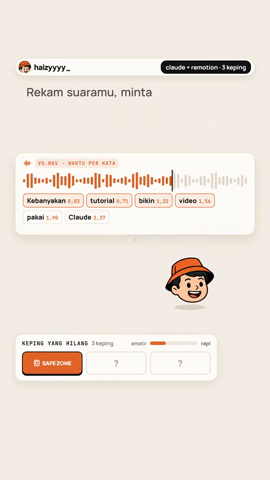 haizyyyy_
claude + remotion · 3 keping
Rekam suaramu, minta
VO.WAV · WAKTU PER KATA
Kebanyakan 0,03 tutorial 0,71 bikin 1,22 video 1,56
pakai 1,98 Claude 2,37
KEPING YANG HILANG 3 keping amatir rapi
SAFE ZONE ? ?